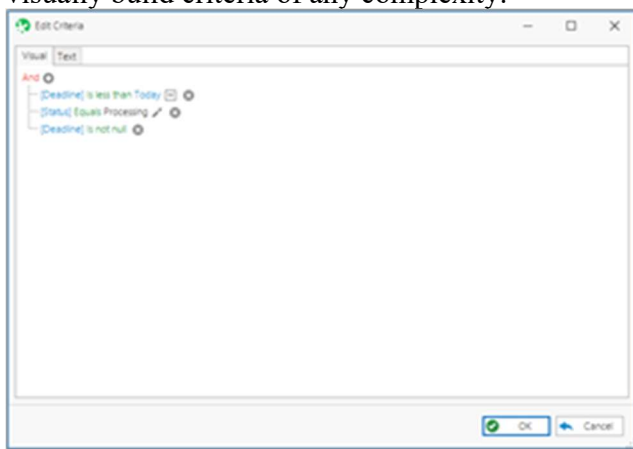 visually build criteria of any complexity.
Edit Criteria
Visual Text
And
[Deadline] Is less than Today
[Status] Equals Processing
[Deadline] Is not null
OK Cancel